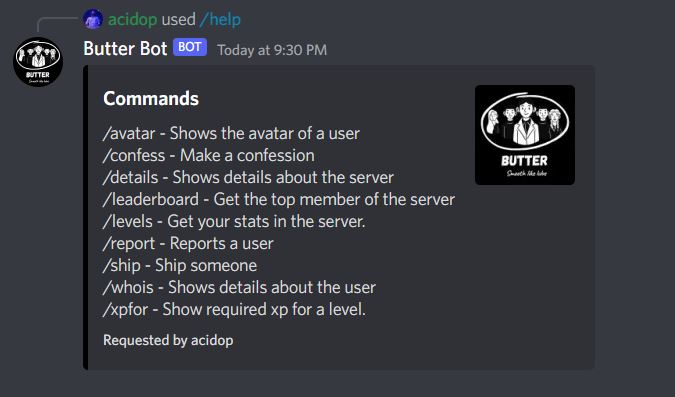 acidop used /help
Butter Bot BOT Today at 9:30 PM
BUTTER
Commands
/avatar - Shows the avatar of a user
/confess - Make a confession
/details - Shows details about the server
/leaderboard - Get the top member of the server
/levels - Get your stats in the server.
/report - Reports a user
/ship - Ship someone
/whois - Shows details about the user
/xpfor - Show required xp for a level.
Requested by acidop
BUTTER
Smooth like lube